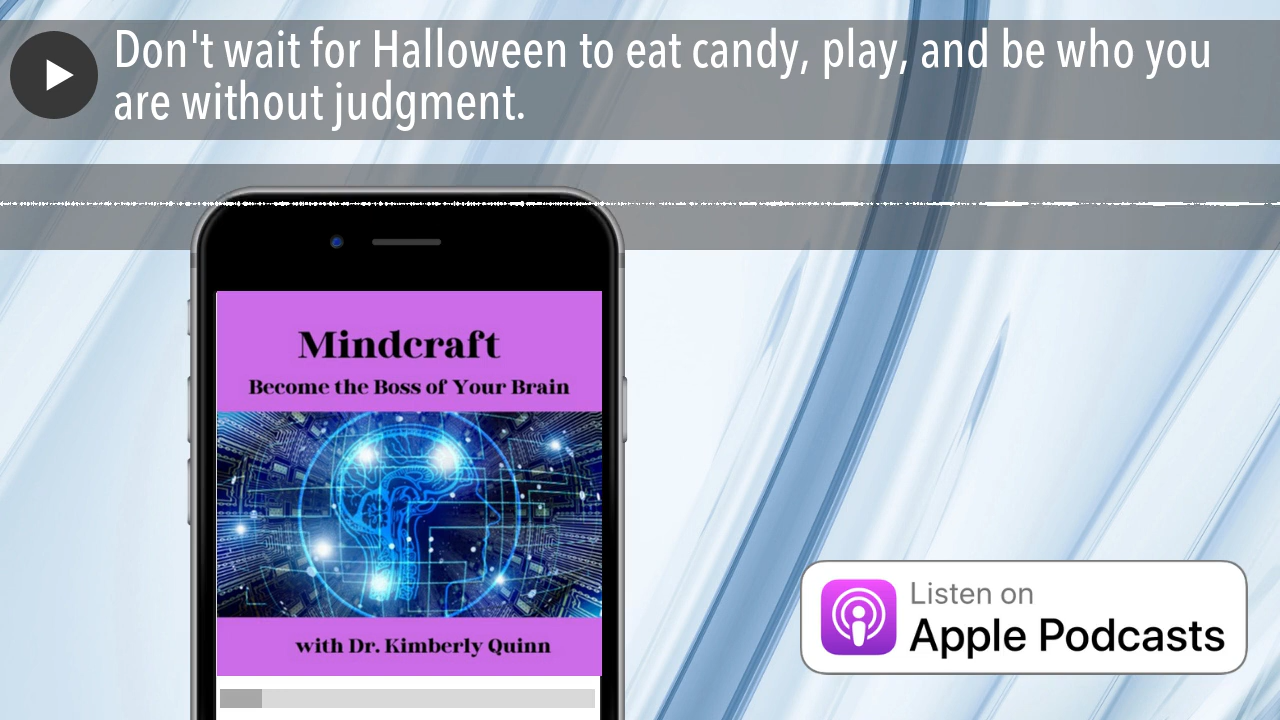 Don't wait for Halloween to eat candy, play, and be who you
are without judgment.
Mindcraft
Become the Boss of Your Brain
with Dr. Kimberly Quinn
Listen on
Apple Podcasts